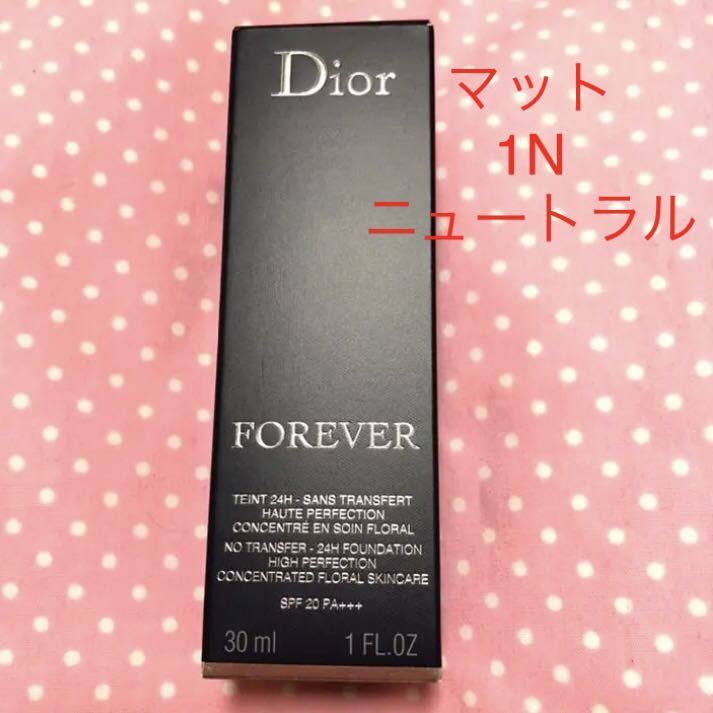 Dior
マット
1N
ニュートラル
FOREVER
TEINT 24H - SANS TRANSFERT
HAUTE PERFECTION
CONCENTRÉ EN SOIN FLORAL
NO TRANSFER - 24H FOUNDATION
HIGH PERFECTION
CONCENTRATED FLORAL SKINCARE
SPF 20 PA+++
30 ml 1 FL.OZ